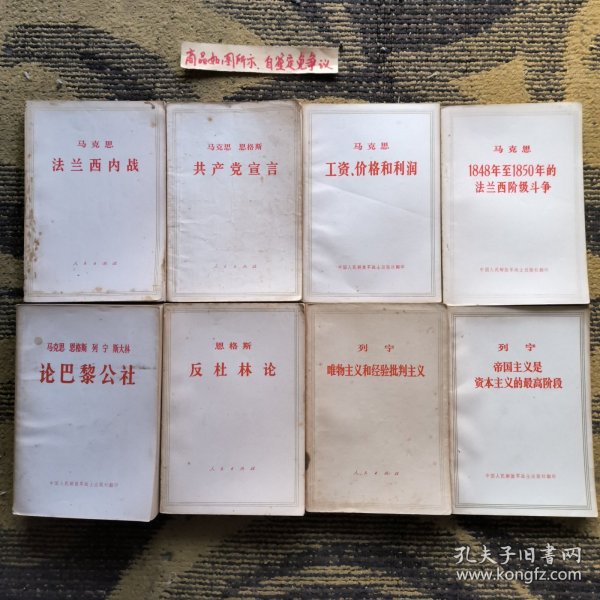 商品如图所示,自鉴定免争议
马克思
法兰西内战
人民出版社
马克思 恩格斯
共产党宣言
人民出版社
马克思
工资、价格和利润
中国人民解放军战士出版社翻印
马克思
1848年至1850年的
法兰西阶级斗争
中国人民解放军战士出版社翻印
马克思 恩格斯 列宁 斯大林
论巴黎公社
中国人民解放军战士出版社翻印
恩格斯
反杜林论
人民出版社
列宁
唯物主义和经验批判主义
人民出版社
列宁
帝国主义是
资本主义的最高阶段
中国人民解放军战士出版社翻印
孔夫子旧书网
www.kongfz.com